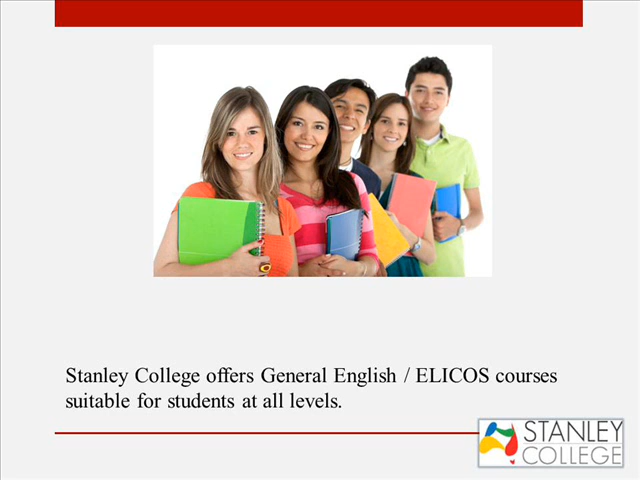 Stanley College offers General English / ELICOS courses
suitable for students at all levels.
STANLEY
COLLEGE